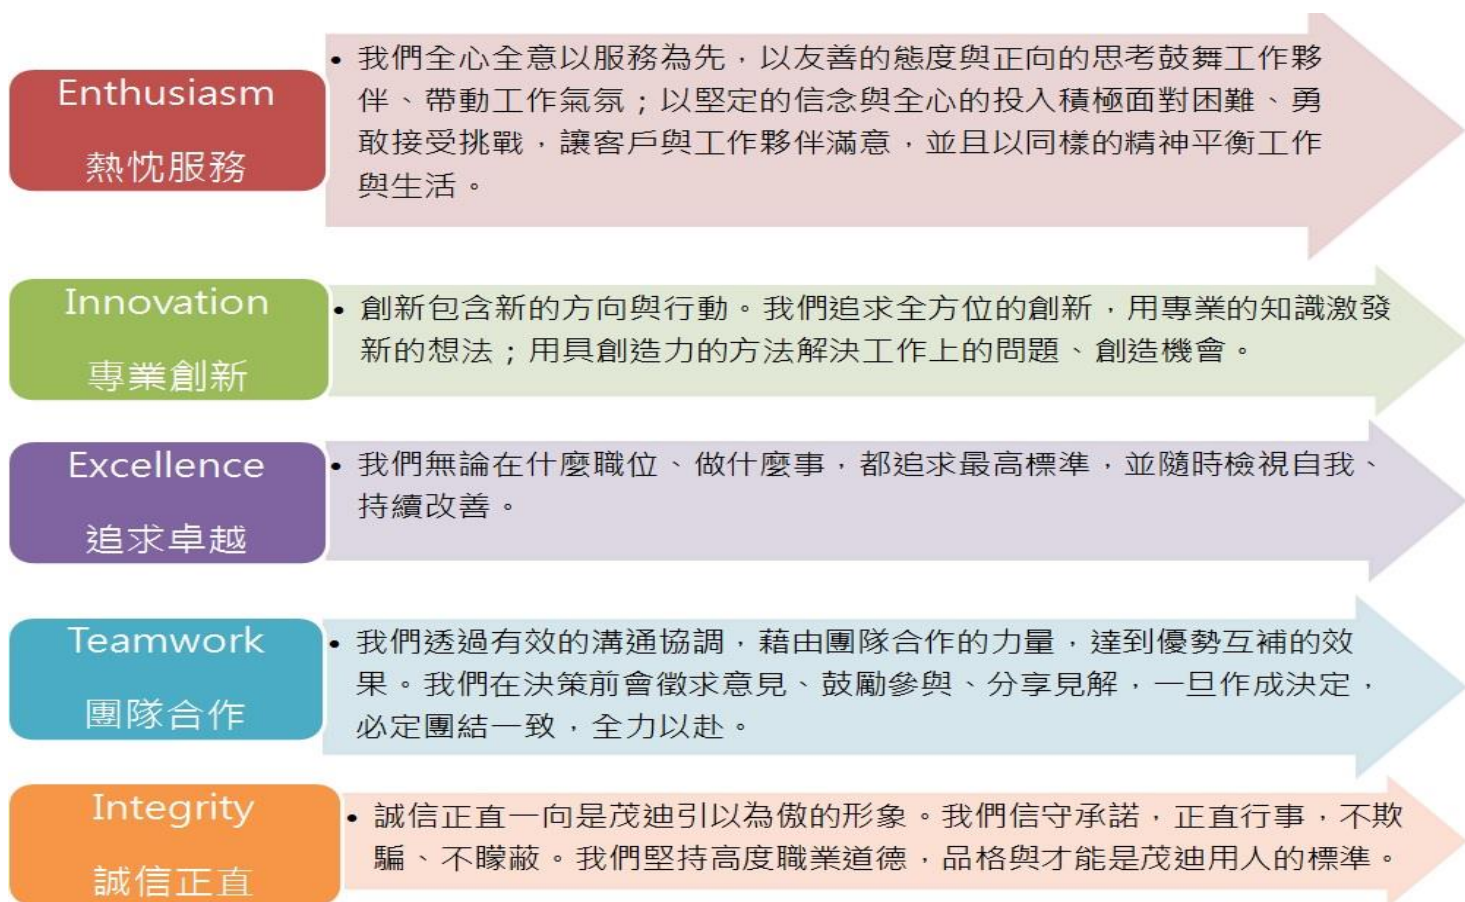 Enthusiasm
熱忱服務
• 我們全心全意以服務為先，以友善的態度與正向的思考鼓舞工作夥
伴、帶動工作氣氛；以堅定的信念與全心的投入積極面對困難、勇
敢接受挑戰，讓客戶與工作夥伴滿意，並且以同樣的精神平衡工作
與生活。
Innovation
專業創新
• 創新包含新的方向與行動。我們追求全方位的創新，用專業的知識激發
新的想法；用具創造力的方法解決工作上的問題、創造機會。
Excellence
追求卓越
• 我們無論在什麼職位、做什麼事，都追求最高標準，並隨時檢視自我、
持續改善。
Teamwork
團隊合作
• 我們透過有效的溝通協調，藉由團隊合作的力量，達到優勢互補的效
果。我們在決策前會徵求意見、鼓勵參與、分享見解，一旦作成決定，
必定團結一致，全力以赴。
Integrity
誠信正直
• 誠信正直一向是茂迪引以為傲的形象。我們信守承諾，正直行事，不欺
騙、不矇蔽。我們堅持高度職業道德，品格與才能是茂迪用人的標準。